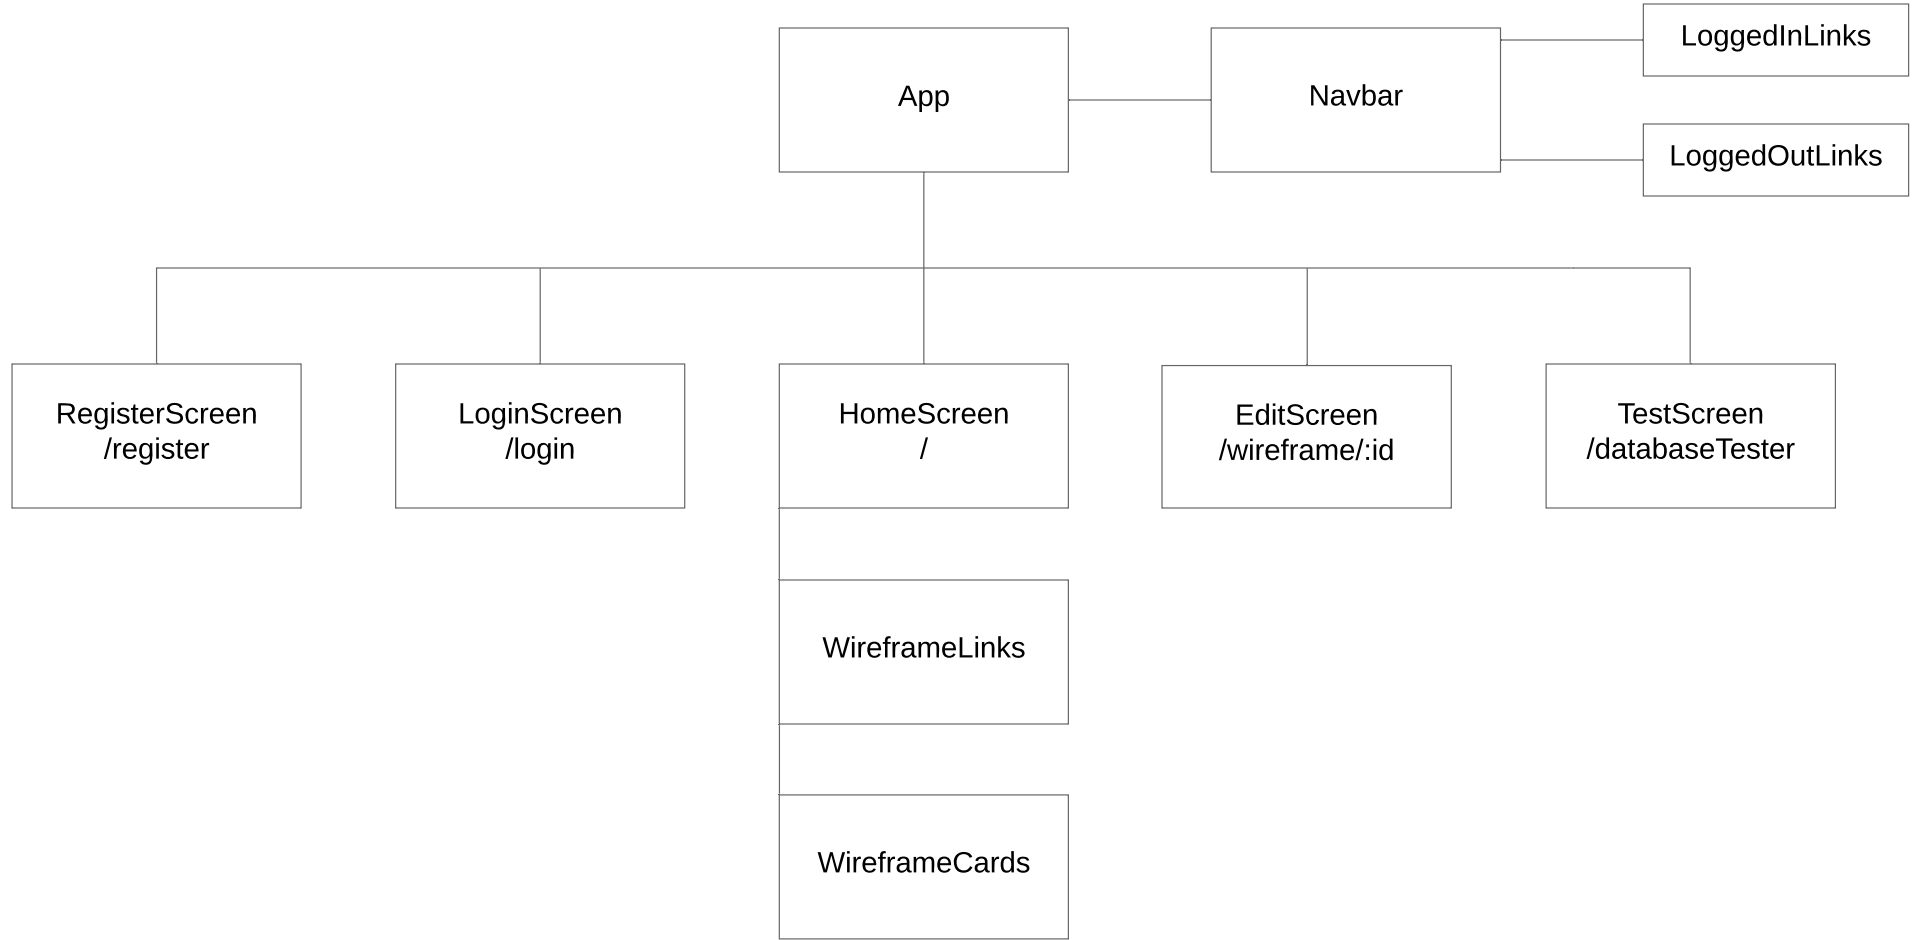 App
Navbar
LoggedInLinks
LoggedOutLinks
RegisterScreen
/register
LoginScreen
/login
HomeScreen
/
EditScreen
/wireframe/:id
TestScreen
/databaseTester
WireframeLinks
WireframeCards